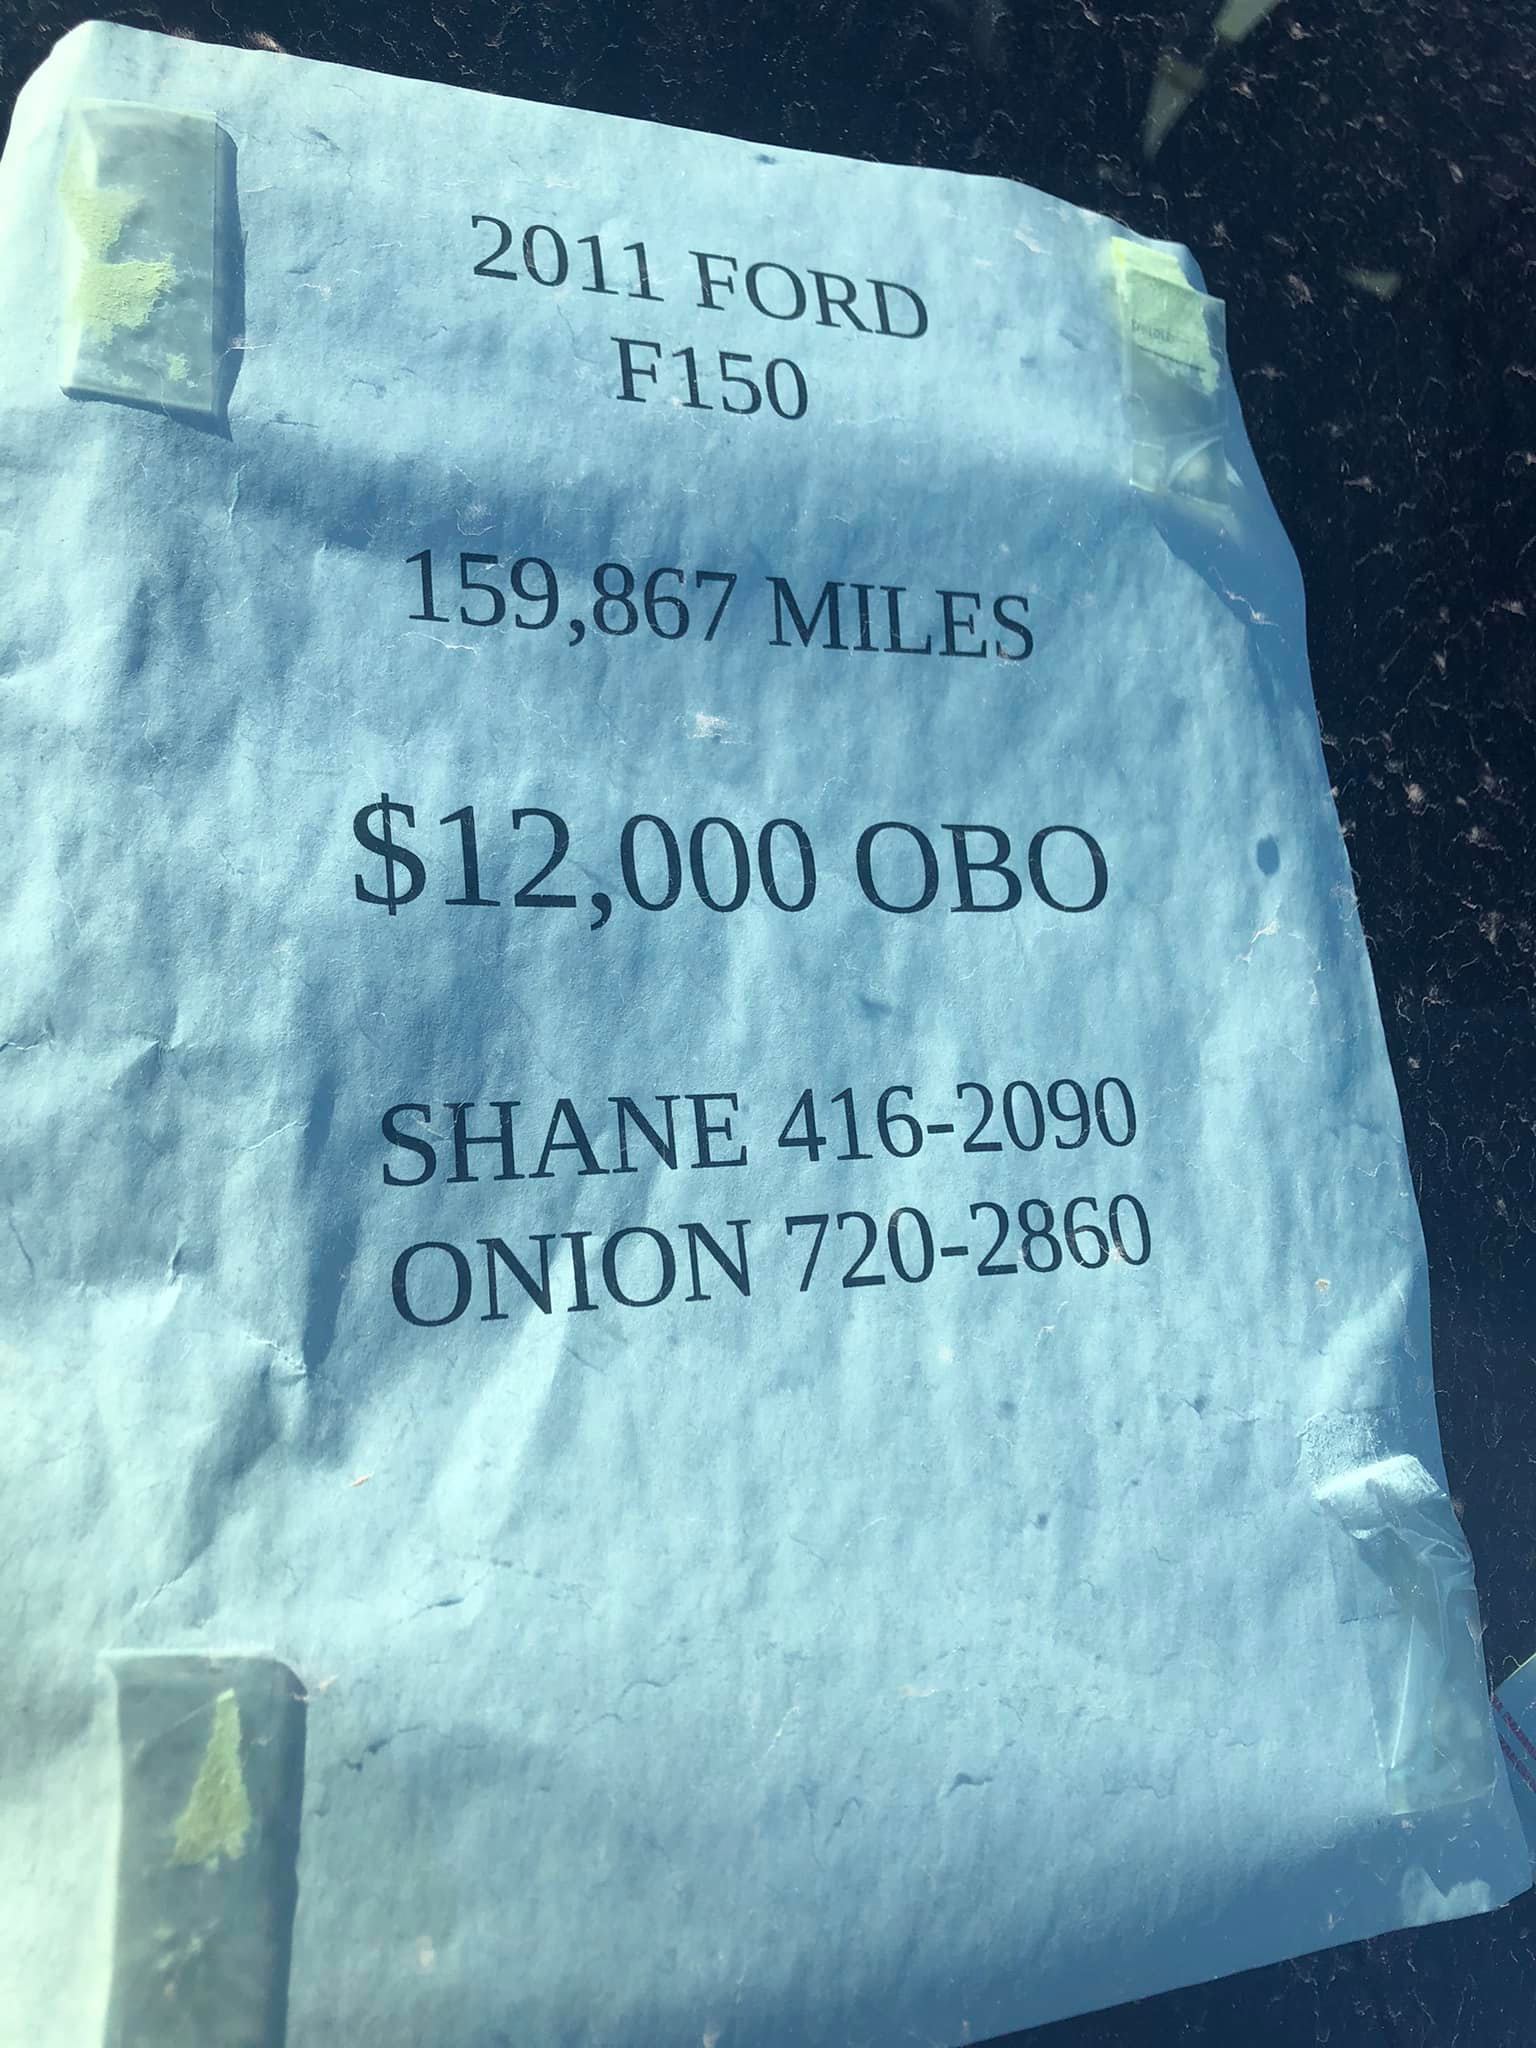 2011 FORD
F150
159,867 MILES
$12,000 OBO
SHANE 416-2090
ONION 720-2860